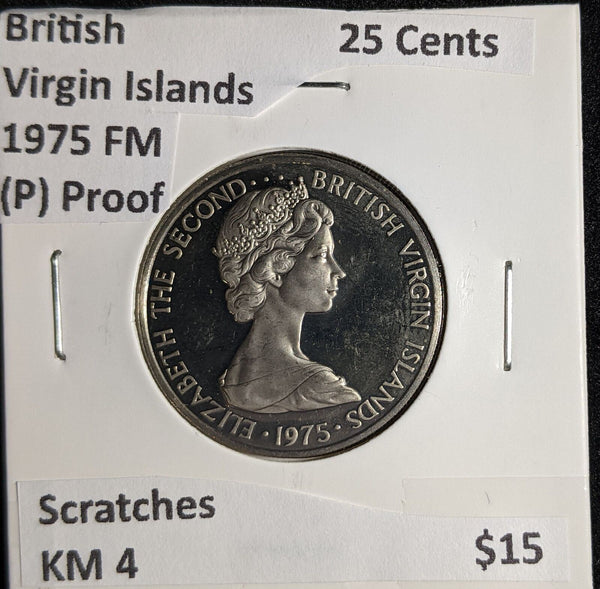 British
Virgin Islands
1975 FM
(P) Proof
25 Cents
ELIZABETH THE SECOND.... BRITISH VIRGIN ISLANDS
· 1975 ·
Scratches
KM 4
$15